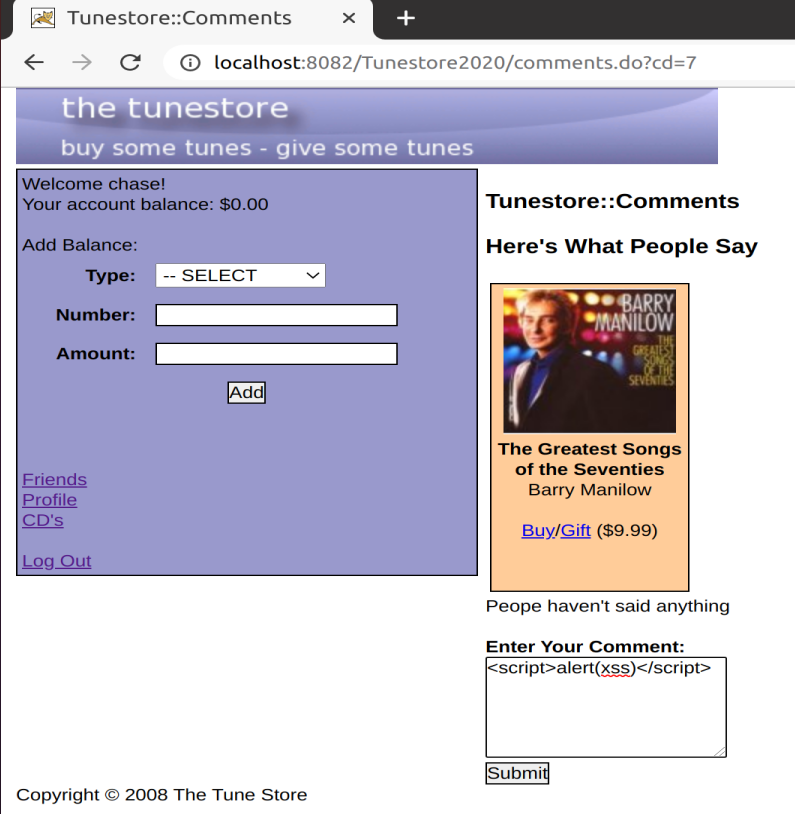 Tunestore::Comments
localhost:8082/Tunestore2020/comments.do?cd=7
the tunestore
buy some tunes - give some tunes
Welcome chase!
Your account balance: $0.00
Add Balance:
Type: -- SELECT
Number:
Amount:
Add
Friends
Profile
CD's
Log Out
Tunestore::Comments
Here's What People Say
BARRY
MANILOW
THE
GREATEST
SONGS
OF THE
SEVENTIES
The Greatest Songs
of the Seventies
Barry Manilow
Buy/Gift ($9.99)
Peope haven't said anything
Enter Your Comment:
<script>alert(xss)</script>
Submit
Copyright © 2008 The Tune Store